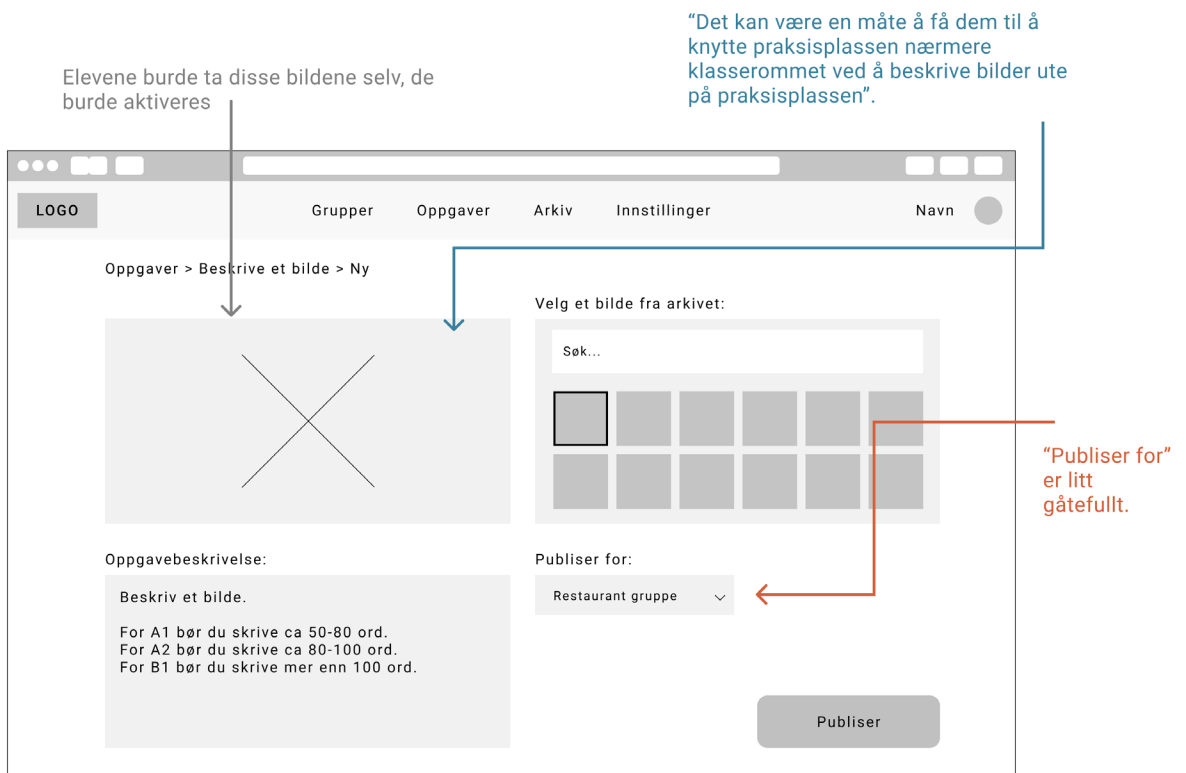 “Det kan være en måte å få dem til å
knytte praksisplassen nærmere
klasserommet ved å beskrive bilder ute
på praksisplassen”.
Elevene burde ta disse bildene selv, de
burde aktiveres
LOGO
Grupper
Oppgaver
Arkiv
Innstillinger
Navn
Oppgaver > Beskrive et bilde > Ny
Velg et bilde fra arkivet:
Søk...
“Publiser for”
er litt
gåtefullt.
Oppgavebeskrivelse:
Beskriv et bilde.
For A1 bør du skrive ca 50-80 ord.
For A2 bør du skrive ca 80-100 ord.
For B1 bør du skrive mer enn 100 ord.
Publiser for:
Restaurant gruppe
Publiser